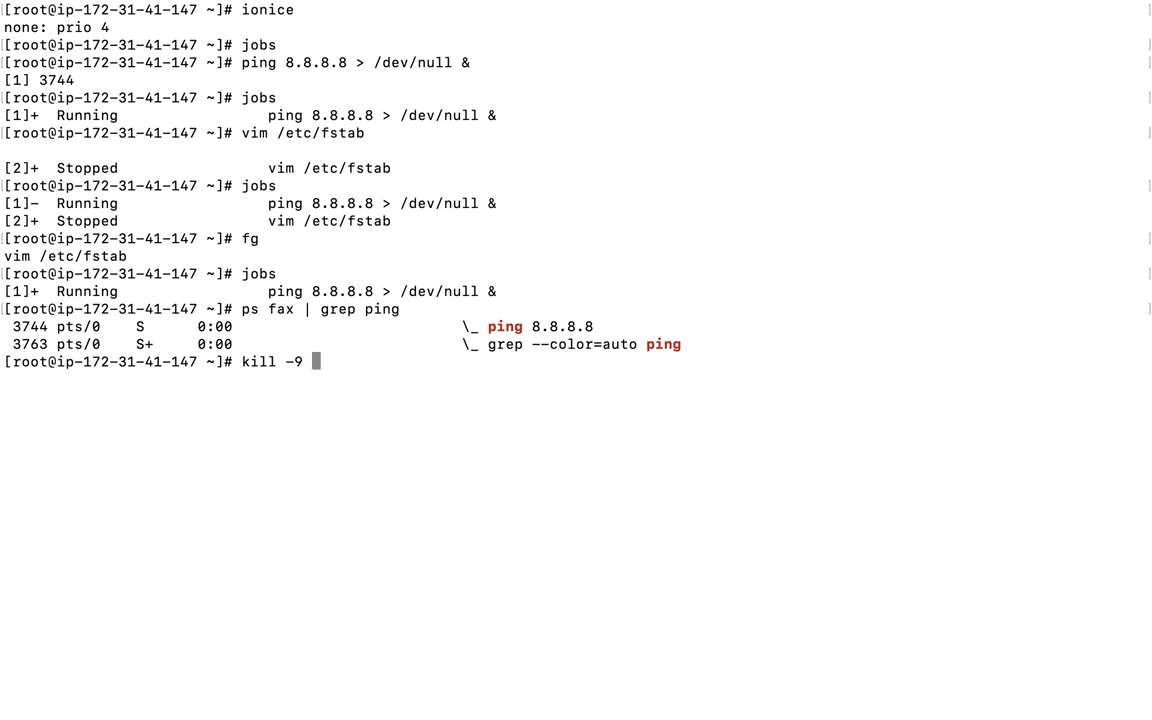 [root@ip-172-31-41-147 ~]# ionice
none: prio 4
[root@ip-172-31-41-147 ~]# jobs
[root@ip-172-31-41-147 ~]# ping 8.8.8.8 > /dev/null &
[1] 3744
[root@ip-172-31-41-147 ~]# jobs
[1]+  Running                 ping 8.8.8.8 > /dev/null &
[root@ip-172-31-41-147 ~]# vim /etc/fstab
[2]+  Stopped                 vim /etc/fstab
[root@ip-172-31-41-147 ~]# jobs
[1]-  Running                 ping 8.8.8.8 > /dev/null &
[2]+  Stopped                 vim /etc/fstab
[root@ip-172-31-41-147 ~]# fg
vim /etc/fstab
[root@ip-172-31-41-147 ~]# jobs
[1]+  Running                 ping 8.8.8.8 > /dev/null &
[root@ip-172-31-41-147 ~]# ps fax | grep ping
 3744 pts/0    S      0:00                          \_ ping 8.8.8.8
 3763 pts/0    S+     0:00                          \_ grep --color=auto ping
[root@ip-172-31-41-147 ~]# kill -9